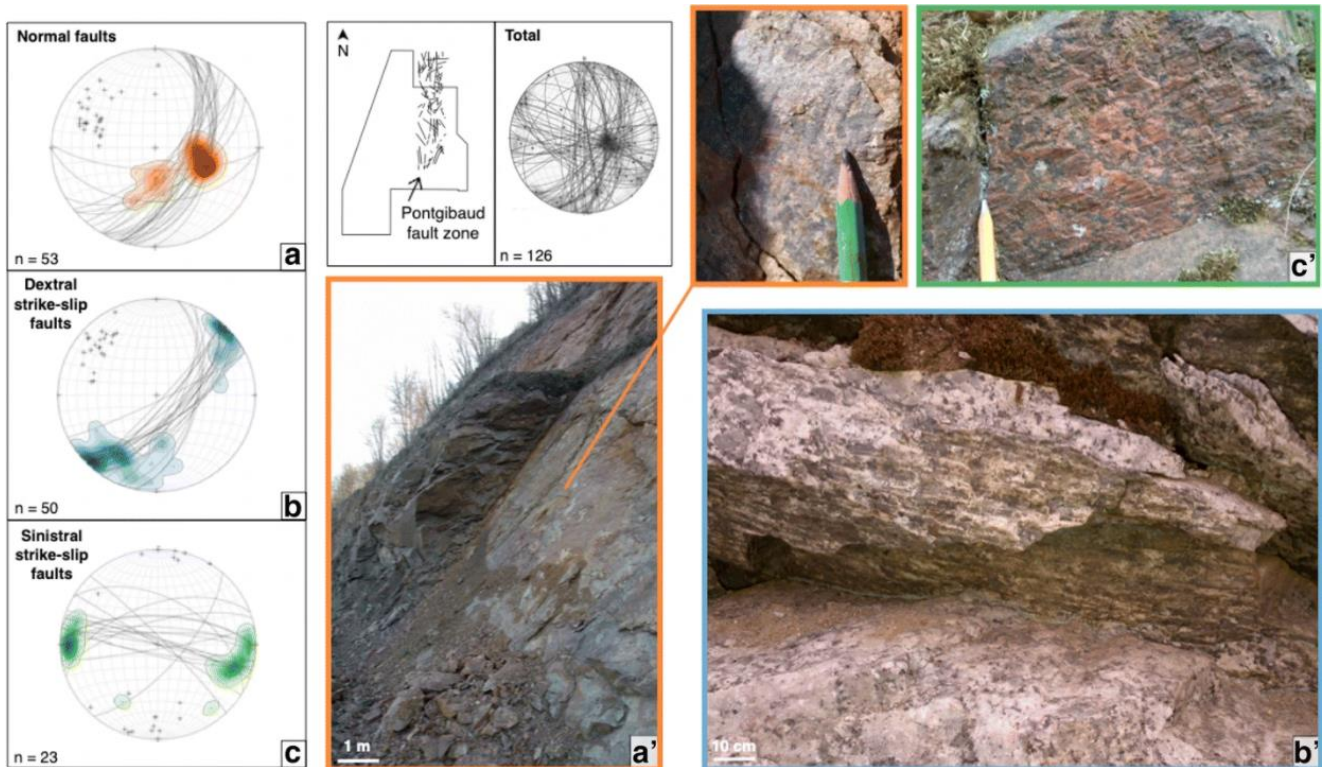 Normal faults
n = 53
a
Dextral
strike-slip
faults
n = 50
b
Sinistral
strike-slip
faults
n = 23
c
N
Pontgibaud
fault zone
Total
n = 126
1 m
a'
c'
10 cm
b'